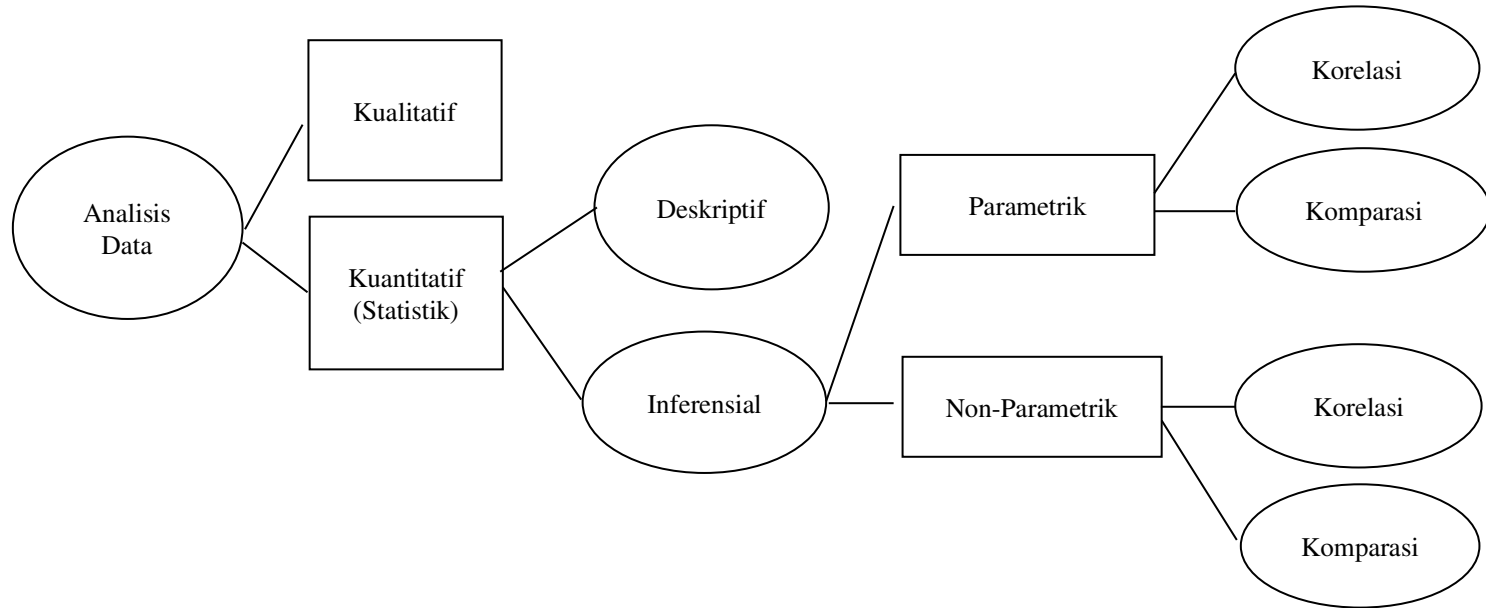 Analisis
Data
Kualitatif
Kuantitatif
(Statistik)
Deskriptif
Inferensial
Parametrik
Non-Parametrik
Korelasi
Komparasi
Korelasi
Komparasi